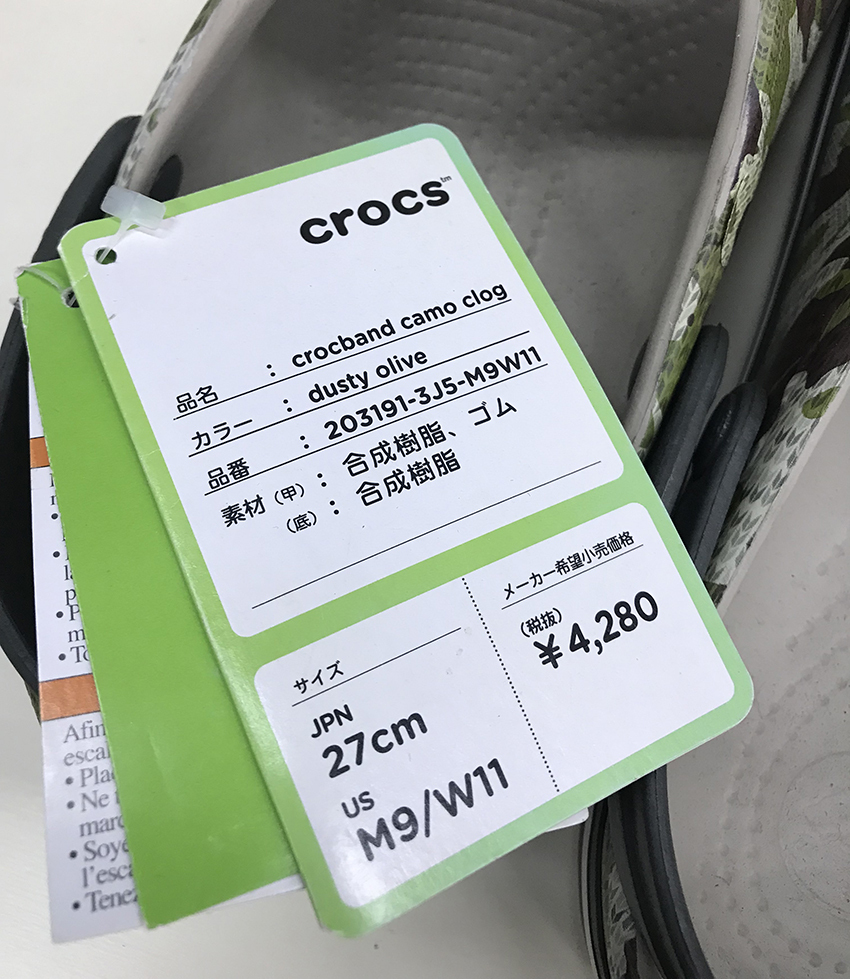 crocs™
品名 : crocband camo clog
カラー : dusty olive
品番 : 203191-3J5-M9W11
素材（甲）: 合成樹脂、ゴム
（底）: 合成樹脂
サイズ
JPN
27cm
US
M9/W11
メーカー希望小売価格
（税抜）
¥4,280
Afin
escal
• Pla
• Ne
marc
• Soye
l'esca
• Tenez